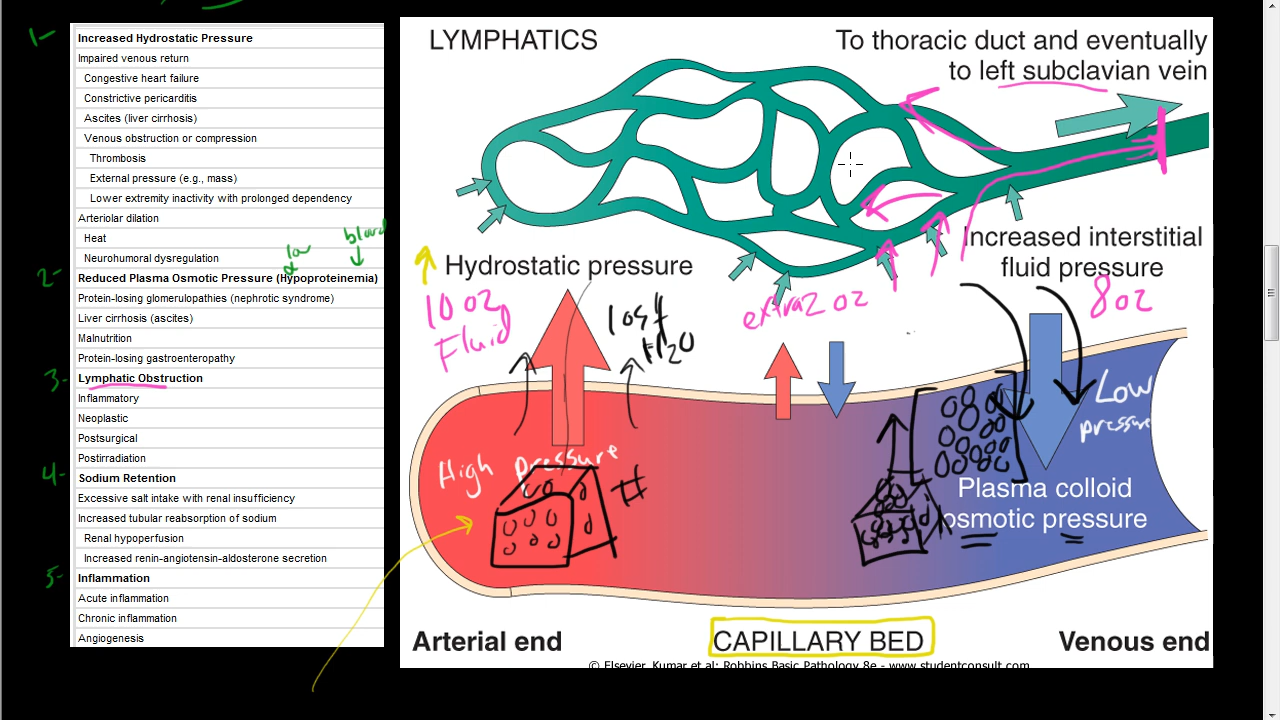 1-
Increased Hydrostatic Pressure
Impaired venous return
Congestive heart failure
Constrictive pericarditis
Ascites (liver cirrhosis)
Venous obstruction or compression
Thrombosis
External pressure (e.g., mass)
Lower extremity inactivity with prolonged dependency
Arteriolar dilation
Heat
Neurohumoral dysregulation
low
blood
2-
Reduced Plasma Osmotic Pressure (Hypoproteinemia)
Protein-losing glomerulopathies (nephrotic syndrome)
Liver cirrhosis (ascites)
Malnutrition
Protein-losing gastroenteropathy
3-
Lymphatic Obstruction
Inflammatory
Neoplastic
Postsurgical
Postirradiation
4-
Sodium Retention
Excessive salt intake with renal insufficiency
Increased tubular reabsorption of sodium
Renal hypoperfusion
Increased renin-angiotensin-aldosterone secretion
5-
Inflammation
Acute inflammation
Chronic inflammation
Angiogenesis
LYMPHATICS
To thoracic duct and eventually
to left subclavian vein
Hydrostatic pressure
Increased interstitial
fluid pressure
10 oz
Fluid
lost
H2O
extra 2 oz
8 oz
High Pressure
Low
pressure
Plasma colloid
osmotic pressure
Arterial end
CAPILLARY BED
Venous end
© Elsevier. Kumar et al: Robbins Basic Pathology 8e - www.studentconsult.com